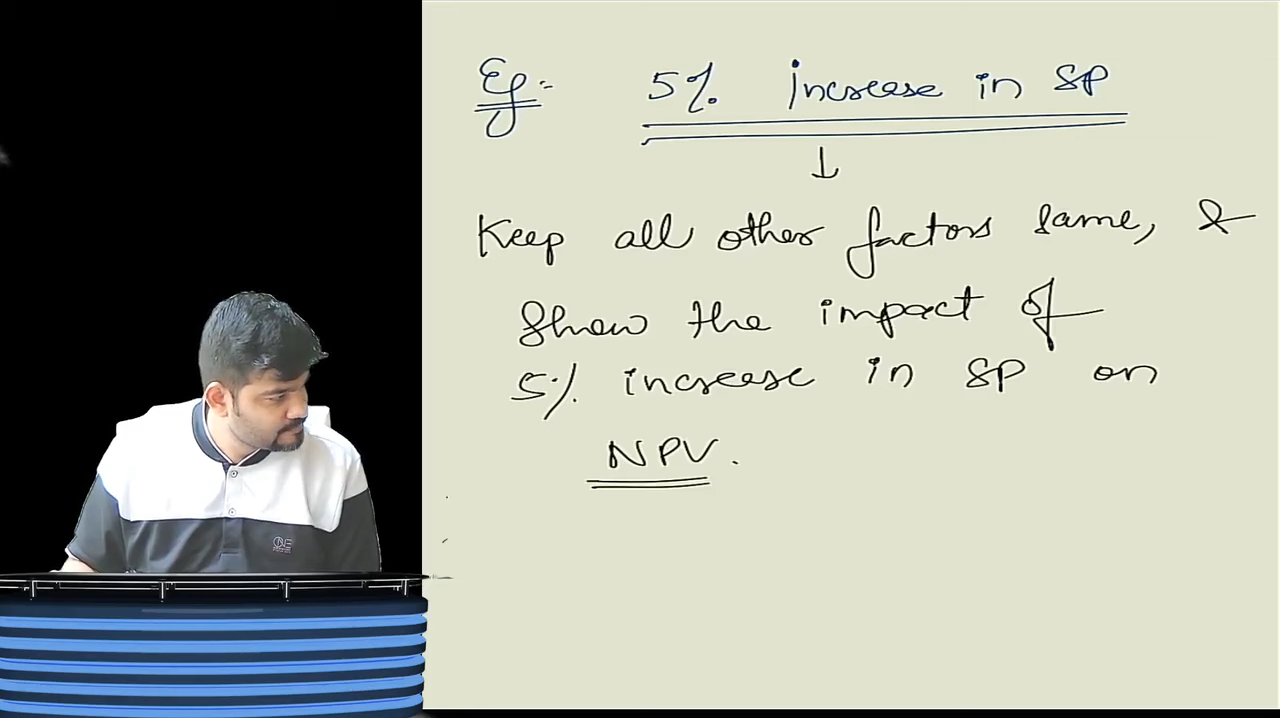 Eg:-
5% increase in SP
↓
Keep all other factors same, &
Show the impact of
5% increase in SP on
NPV.